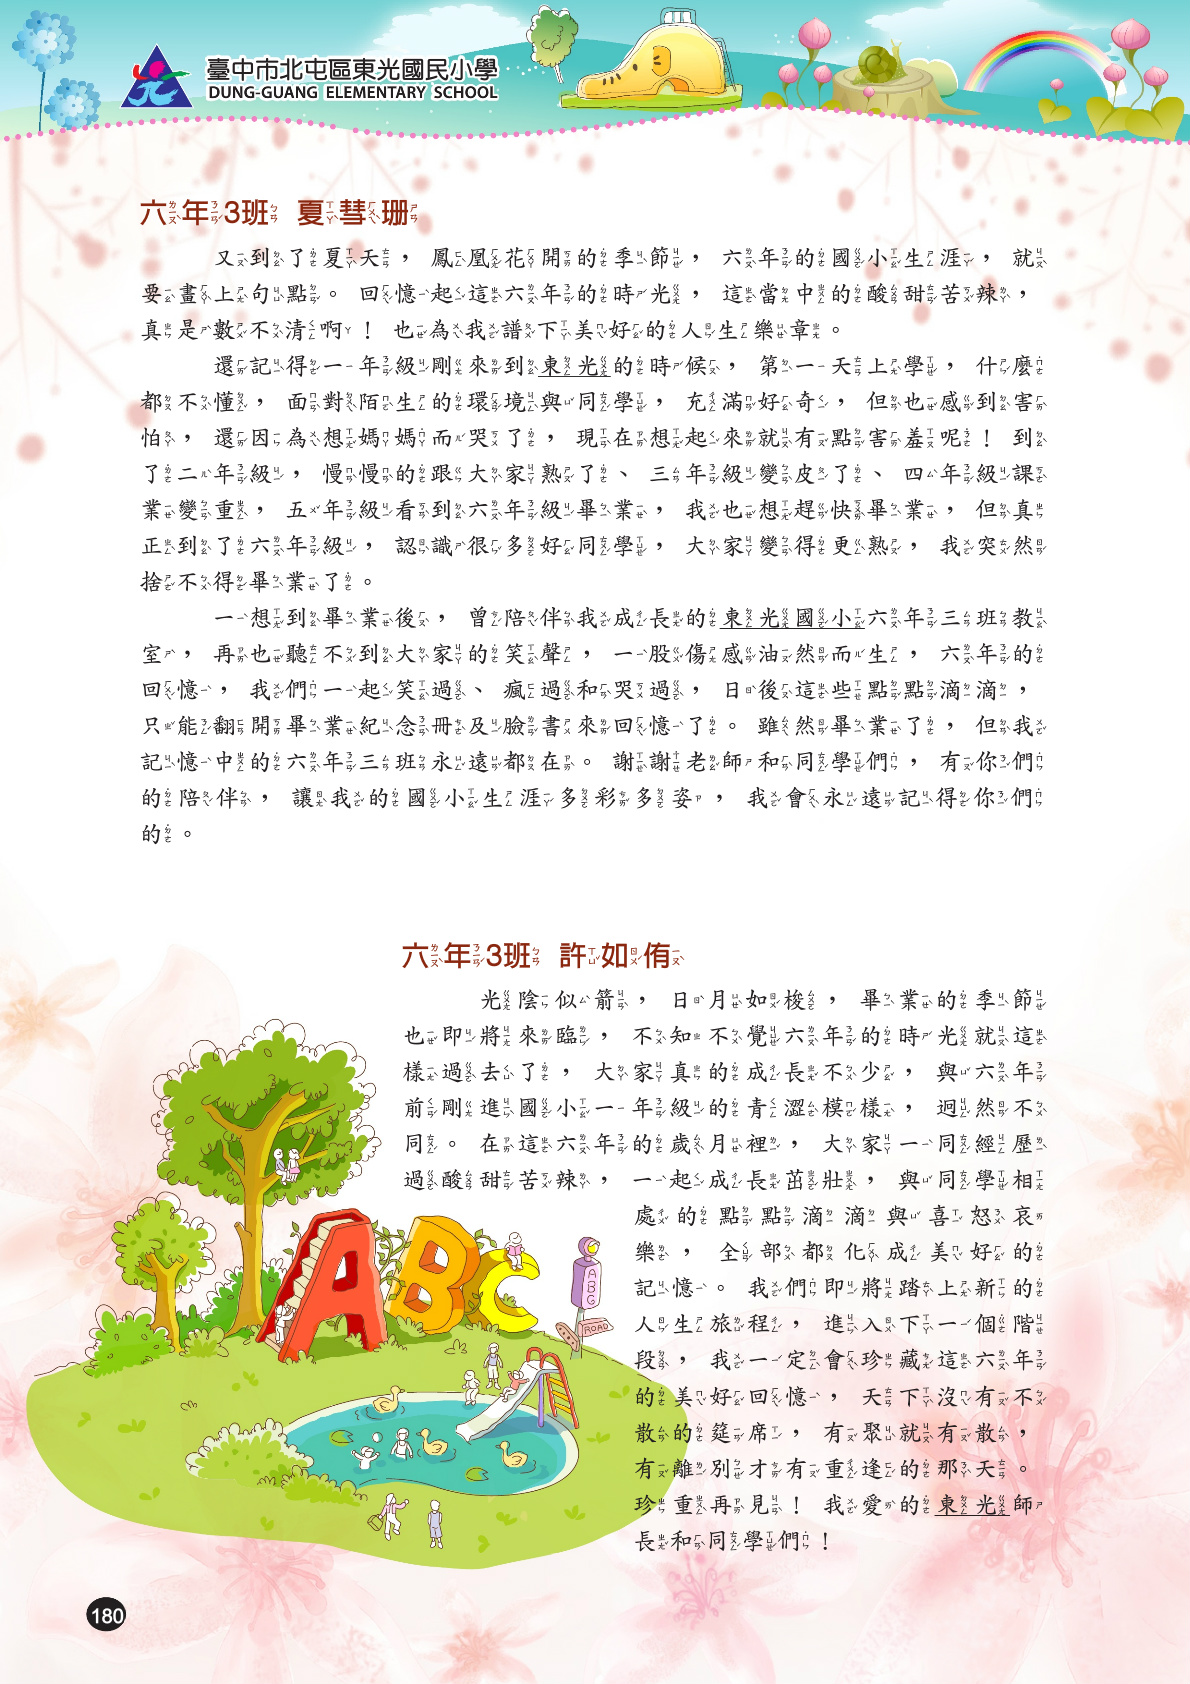 臺中市北屯區東光國民小學
DUNG-GUANG ELEMENTARY SCHOOL
六年3班 夏彗珊
又到了夏天，鳳凰花開的季節，六年的國小生涯，就
要畫上句點。回憶起這六年的時光，這當中的酸甜苦辣，
真是數不清啊！也為我譜下美好的人生樂章。
還記得一年級剛來到東光的時候，第一天上學，什麼
都不懂，面對陌生的環境與同學，充滿好奇，但也感到害
怕，還因為想媽媽而哭了，現在想起來就有點害羞呢！到
了二年級，慢慢的跟大家熟了、三年級變皮了、四年級課
業變重，五年級看到六年級畢業，我也想趕快畢業，但真
正到了六年級，認識很多好同學，大家變得更熟，我突然
捨不得畢業了。
一想到畢業後，曾陪伴我成長的東光國小六年三班教
室，再也聽不到大家的笑聲，一股傷感油然而生，六年的
回憶，我們一起笑過、瘋過和哭過，日後這些點點滴滴，
只能翻開畢業紀念冊及臉書來回憶了。雖然畢業了，但我
記憶中的六年三班永遠都在。謝謝老師和同學們，有你們
的陪伴，讓我的國小生涯多彩多姿，我會永遠記得你們
的。
六年3班 許如侑
光陰似箭，日月如梭，畢業的季節
也即將來臨，不知不覺六年的時光就這
樣過去了，大家真的成長不少，與六年
前剛進國小一年級的青澀模樣，迥然不
同。在這六年的歲月裡，大家一同經歷
過酸甜苦辣，一起成長茁壯，與同學相
處的點點滴滴與喜怒哀
樂，全部都化成美好的
記憶。我們即將踏上新的
人生旅程，進入下一個階
段，我一定會珍藏這六年
的美好回憶，天下沒有不
散的筵席，有聚就有散，
有離別才有重逢的那天。
珍重再見！我愛的東光師
長和同學們！
ABC
ABG
ROAD
180